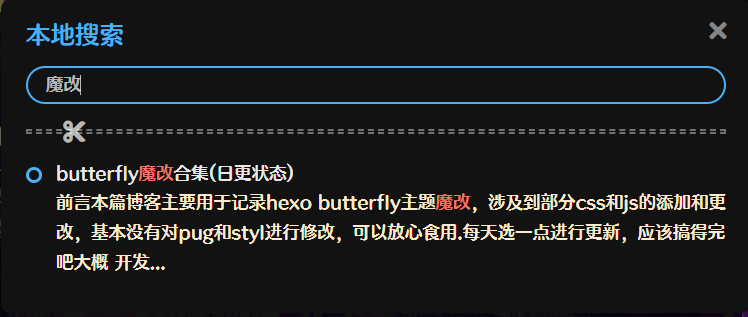 本地搜索
魔改
butterfly魔改合集(日更状态)
前言本篇博客主要用于记录hexo butterfly主题魔改，涉及到部分css和js的添加和更
改，基本没有对pug和styl进行修改，可以放心食用.每天选一点进行更新，应该搞得完
吧大概 开发...